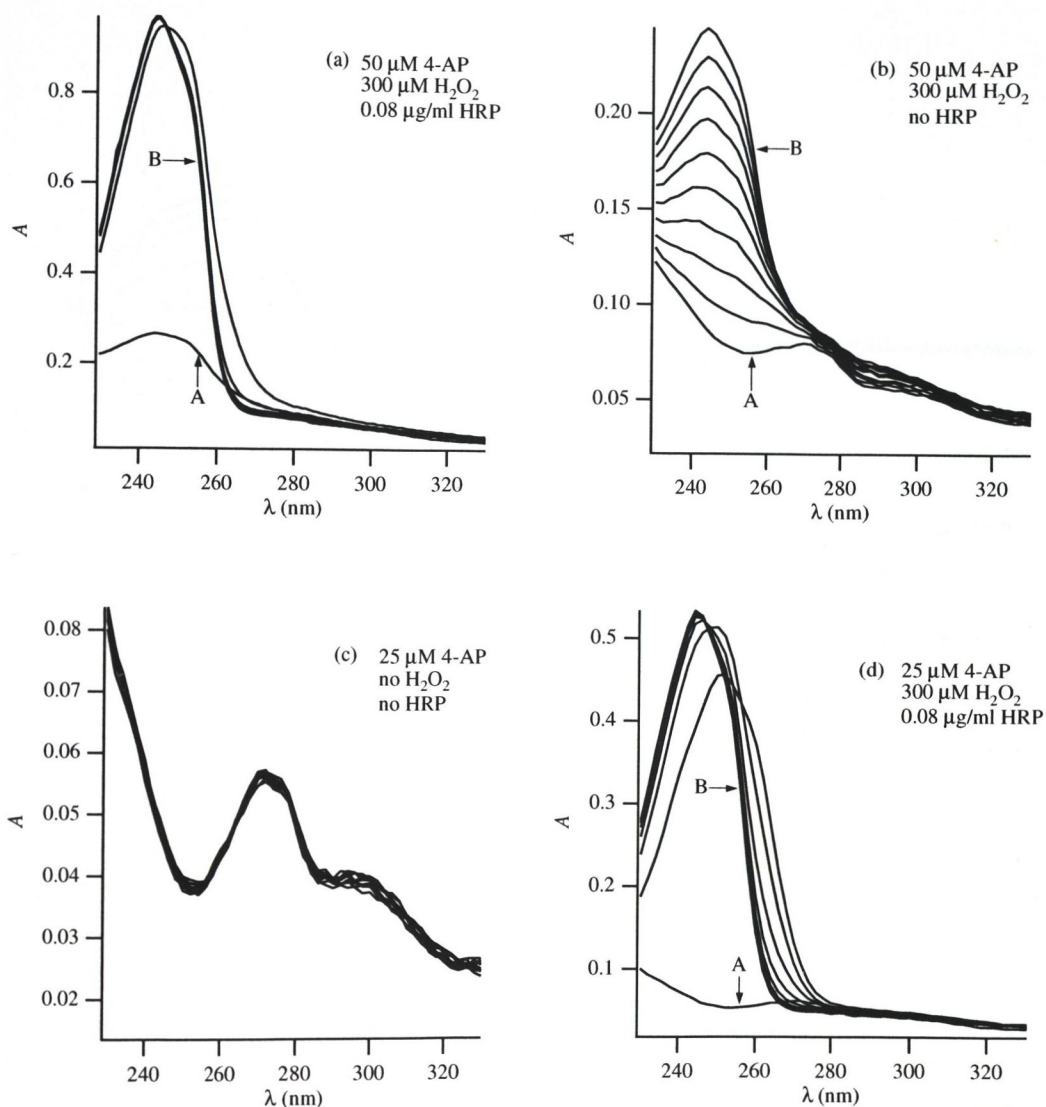 (a) 50 µM 4-AP
300 µM H₂O₂
0.08 µg/ml HRP
0.8
0.6
0.4
0.2
A
B
A
240
260
280
300
320
λ (nm)
(b) 50 µM 4-AP
300 µM H₂O₂
no HRP
0.20
0.15
0.10
0.05
A
B
A
240
260
280
300
320
λ (nm)
(c) 25 µM 4-AP
no H₂O₂
no HRP
0.08
0.07
0.06
0.05
0.04
0.03
0.02
A
240
260
280
300
320
λ (nm)
(d) 25 µM 4-AP
300 µM H₂O₂
0.08 µg/ml HRP
0.5
0.4
0.3
0.2
0.1
A
B
A
240
260
280
300
320
λ (nm)